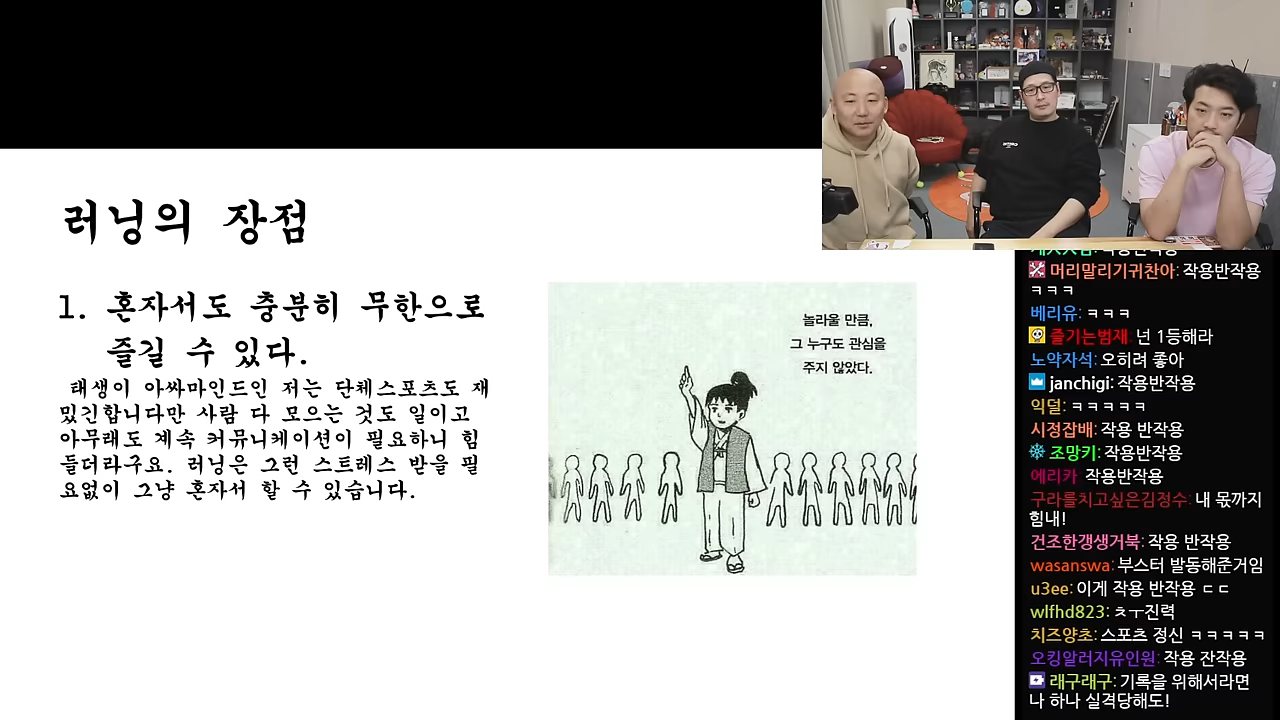 러닝의 장점
1. 혼자서도 충분히 무한으로
즐길 수 있다.
태생이 아싸마인드인 저는 단체스포츠도 재
밌긴합니다만 사람 다 모으는 것도 일이고
아무래도 계속 커뮤니케이션이 필요하니 힘
들더라구요. 러닝은 그런 스트레스 받을 필
요없이 그냥 혼자서 할 수 있습니다.
놀라울 만큼,
그 누구도 관심을
주지 않았다.
머리말리기귀찬아: 작용반작용
ㅋㅋㅋ
베리유: ㅋㅋㅋ
즐기는범재: 넌 1등해라
노약자석: 오히려 좋아
janchigi: 작용반작용
익덜: ㅋㅋㅋㅋㅋ
시정잡배: 작용 반작용
조망키: 작용반작용
에리카: 작용반작용
구라를치고싶은김정수: 내 몫까지
힘내!
건조한갱생거북: 작용 반작용
wasanswa: 부스터 발동해준거임
u3ee: 이게 작용 반작용 ㄷㄷ
wlfhd823: ㅊㅜ진력
치즈양초: 스포츠 정신 ㅋㅋㅋㅋㅋ
오킹알러지유인원: 작용 잔작용
래구래구: 기록을 위해서라면
나 하나 실격당해도!